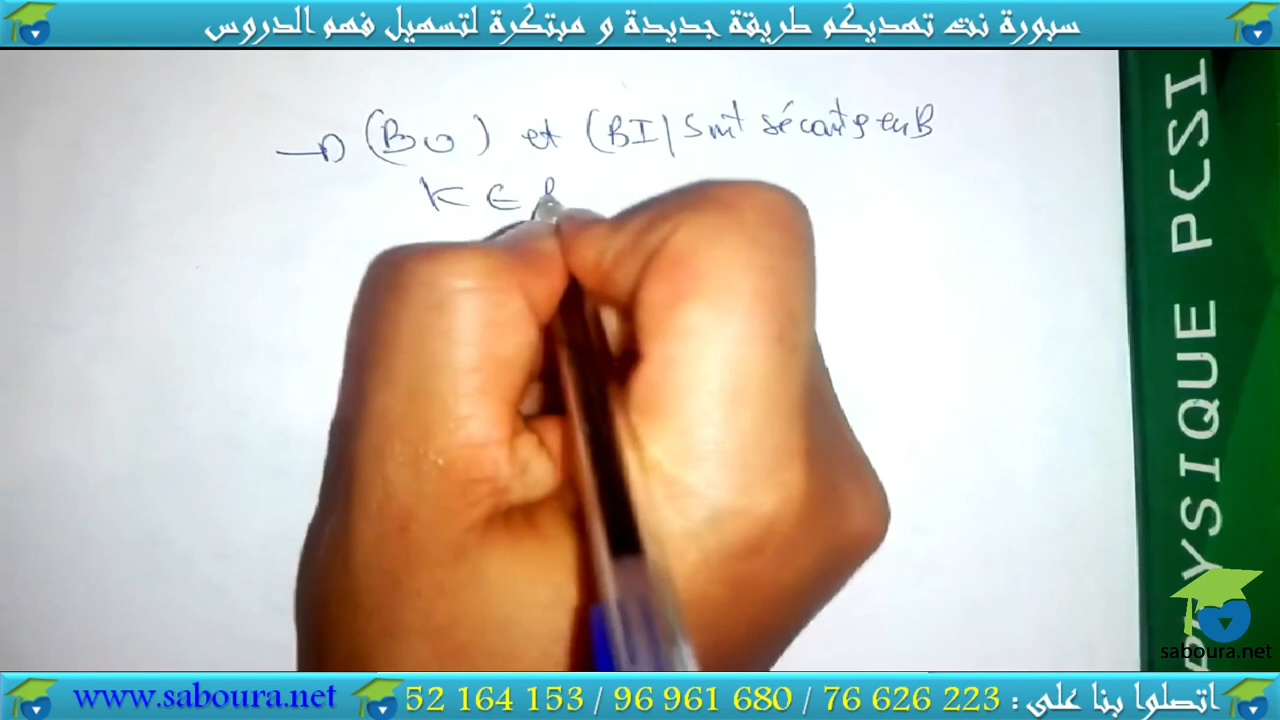 سبورة نت تهديكم طريقة جديدة و مبتكرة لتسهيل فهم الدروس
→ (BO) et (BI) sont sécantes en B
K ∈
PHYSIQUE PCSI
saboura.net
www.saboura.net
52 164 153 / 96 961 680 / 76 626 223 : اتصلوا بنا على